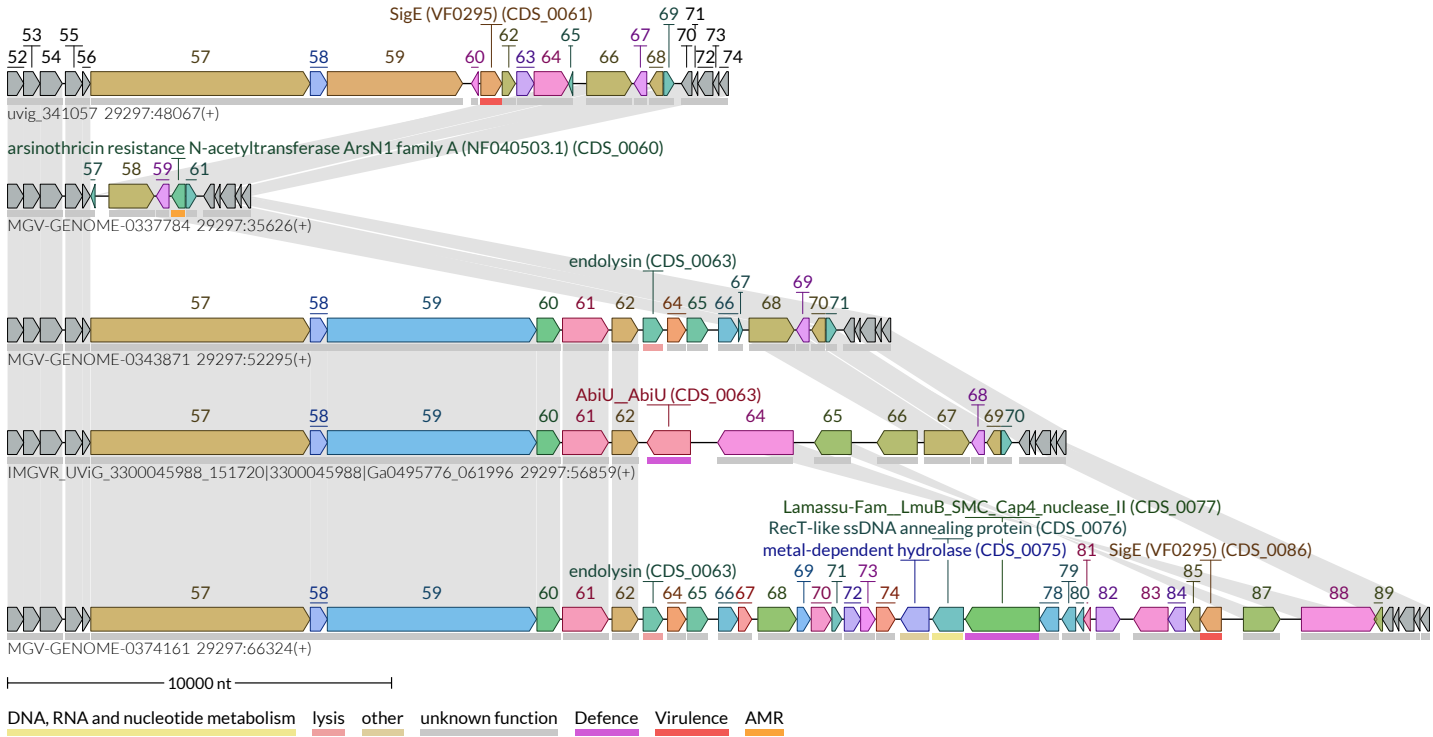 SigE (VF0295) (CDS_0061)
69 71
53 55 62 65 67 70 73
52 54 56 57 58 59 60 63 64 66 68 72 74
uvig_341057 29297:48067(+)
arsinothricin resistance N-acetyltransferase ArsN1 family A (NF040503.1) (CDS_0060)
57 58 59 61
MGV-GENOME-0337784 29297:35626(+)
endolysin (CDS_0063)
67 69
57 58 59 60 61 62 64 65 66 68 70 71
MGV-GENOME-0343871 29297:52295(+)
AbiU__AbiU (CDS_0063)
68
57 58 59 60 61 62 64 65 66 67 69 70
IMGVR_UViG_3300045988_151720|3300045988|Ga0495776_061996 29297:56859(+)
Lamassu-Fam__LmuB_SMC_Cap4_nuclease_II (CDS_0077)
RecT-like ssDNA annealing protein (CDS_0076)
metal-dependent hydrolase (CDS_0075) 81 SigE (VF0295) (CDS_0086)
endolysin (CDS_0063) 69 71 73 79 85
57 58 59 60 61 62 64 65 66 67 68 70 72 74 78 80 82 83 84 87 88 89
MGV-GENOME-0374161 29297:66324(+)
10000 nt
DNA, RNA and nucleotide metabolism lysis other unknown function Defence Virulence AMR